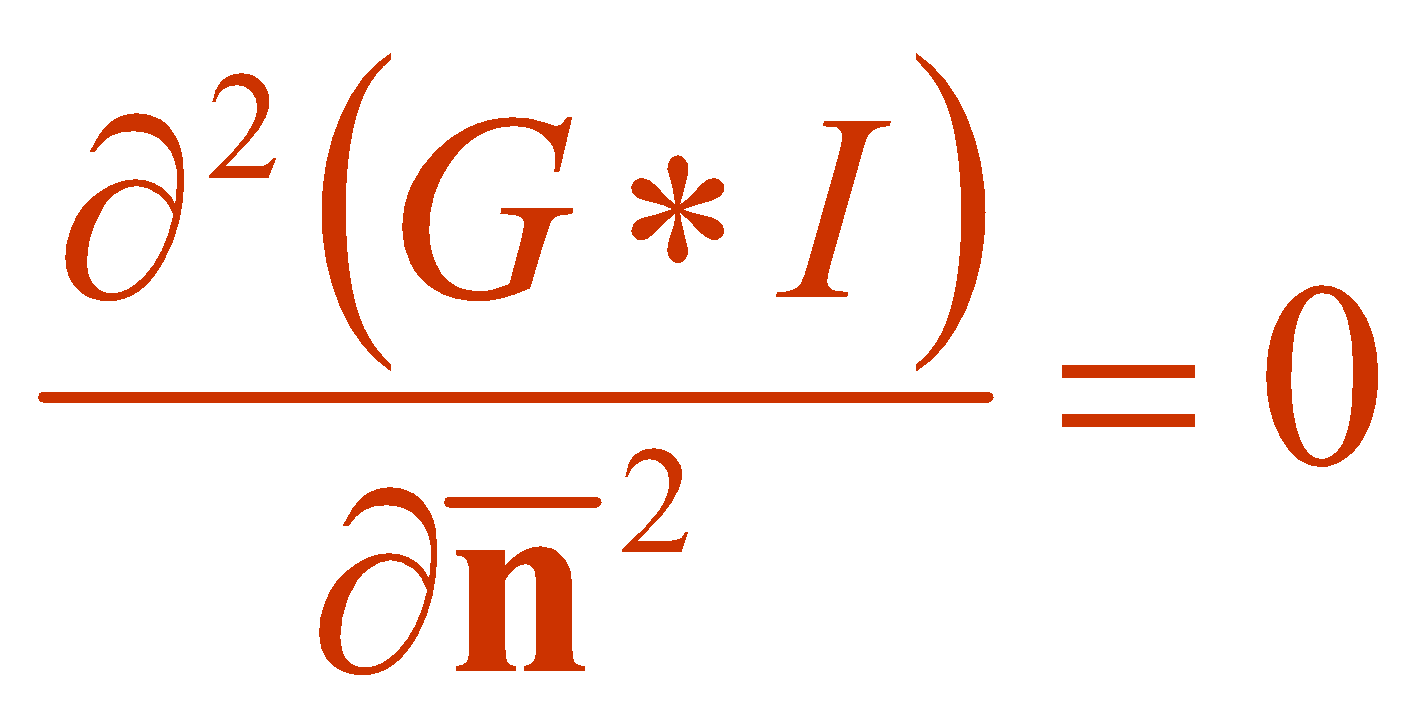 ∂²(G * I)
∂n̅² = 0